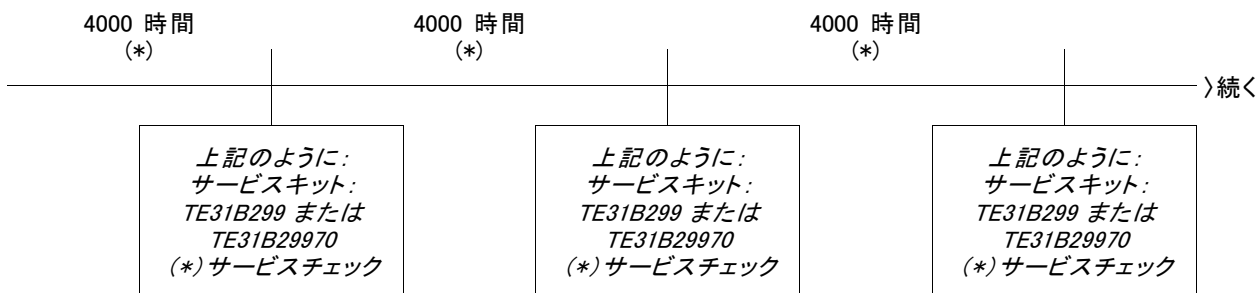 4000 時間
(*)
4000 時間
(*)
4000 時間
(*)
〉続く
上記のように:
サービスキット:
TE31B299 または
TE31B29970
(*)サービスチェック
上記のように:
サービスキット:
TE31B299 または
TE31B29970
(*)サービスチェック
上記のように:
サービスキット:
TE31B299 または
TE31B29970
(*)サービスチェック